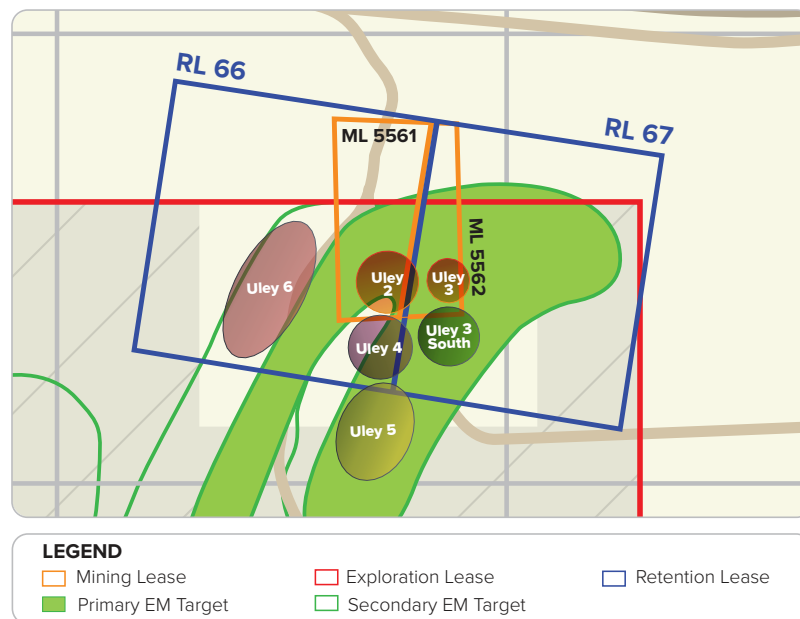 RL 66
RL 67
ML 5561
ML 5562
Uley 6
Uley
2
Uley
3
Uley 4
Uley 3
South
Uley 5
LEGEND
Mining Lease
Exploration Lease
Retention Lease
Primary EM Target
Secondary EM Target